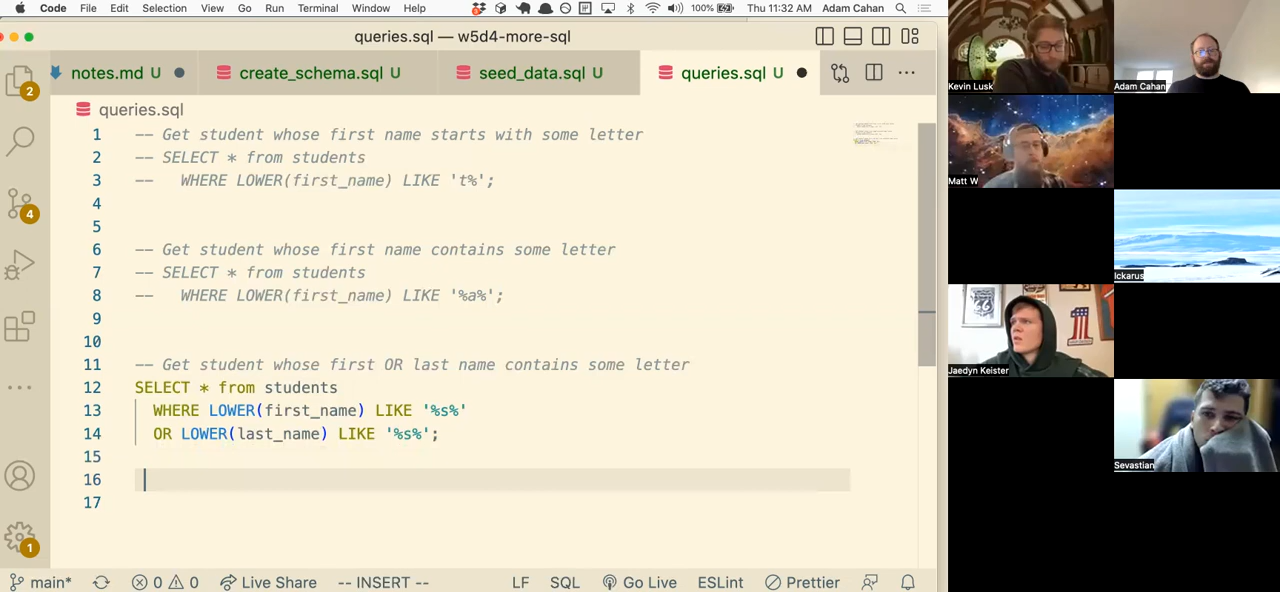 Code File Edit Selection View Go Run Terminal Window Help 100% Thu 11:32 AM Adam Cahan
queries.sql — w5d4-more-sql
notes.md U create_schema.sql U seed_data.sql U queries.sql U
queries.sql
1 -- Get student whose first name starts with some letter
2 -- SELECT * from students
3 --   WHERE LOWER(first_name) LIKE 't%';
4
5
6 -- Get student whose first name contains some letter
7 -- SELECT * from students
8 --   WHERE LOWER(first_name) LIKE '%a%';
9
10
11 -- Get student whose first OR last name contains some letter
12 SELECT * from students
13   WHERE LOWER(first_name) LIKE '%s%'
14   OR LOWER(last_name) LIKE '%s%';
15
16
17
2
4
1
main* 0 0 Live Share -- INSERT -- LF SQL Go Live ESLint Prettier
Kevin Lusk
Adam Cahan
Matt W
Ickarus
Jaedyn Keister
Sevastian